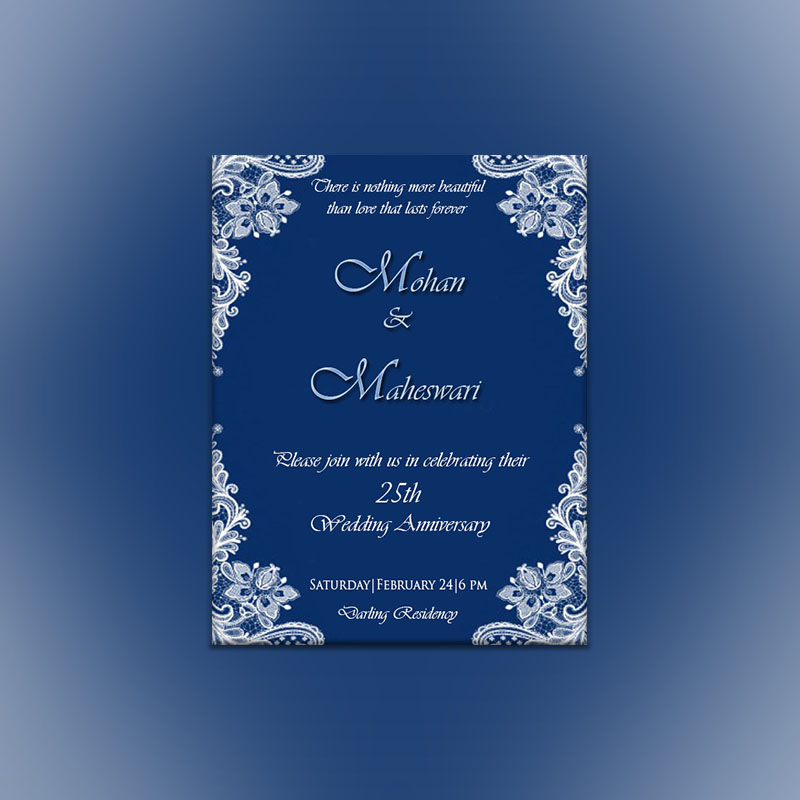 There is nothing more beautiful
than love that lasts forever
Mohan
&
Maheswari
Please join with us in celebrating their
25th
Wedding Anniversary
Saturday|February 24|6 pm
Darling Residency